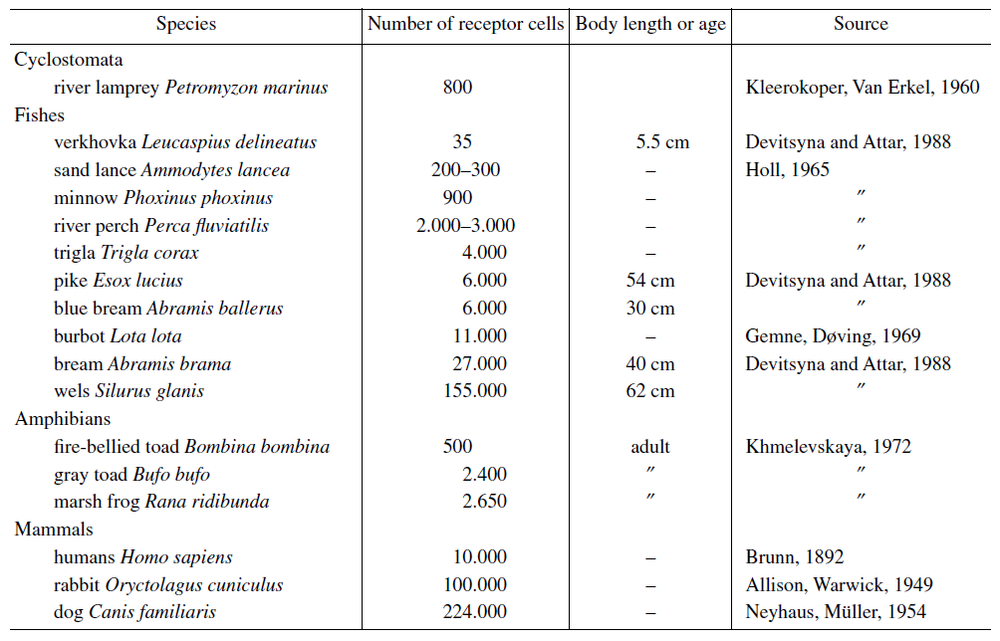 Species Number of receptor cells Body length or age Source
Cyclostomata
river lamprey Petromyzon marinus 800 Kleerokoper, Van Erkel, 1960
Fishes
verkhovka Leucaspius delineatus 35 5.5 cm Devitsyna and Attar, 1988
sand lance Ammodytes lancea 200–300 – Holl, 1965
minnow Phoxinus phoxinus 900 – ″
river perch Perca fluviatilis 2.000–3.000 – ″
trigla Trigla corax 4.000 – ″
pike Esox lucius 6.000 54 cm Devitsyna and Attar, 1988
blue bream Abramis ballerus 6.000 30 cm ″
burbot Lota lota 11.000 – Gemne, Døving, 1969
bream Abramis brama 27.000 40 cm Devitsyna and Attar, 1988
wels Silurus glanis 155.000 62 cm ″
Amphibians
fire-bellied toad Bombina bombina 500 adult Khmelevskaya, 1972
gray toad Bufo bufo 2.400 ″ ″
marsh frog Rana ridibunda 2.650 ″ ″
Mammals
humans Homo sapiens 10.000 – Brunn, 1892
rabbit Oryctolagus cuniculus 100.000 – Allison, Warwick, 1949
dog Canis familiaris 224.000 – Neyhaus, Müller, 1954